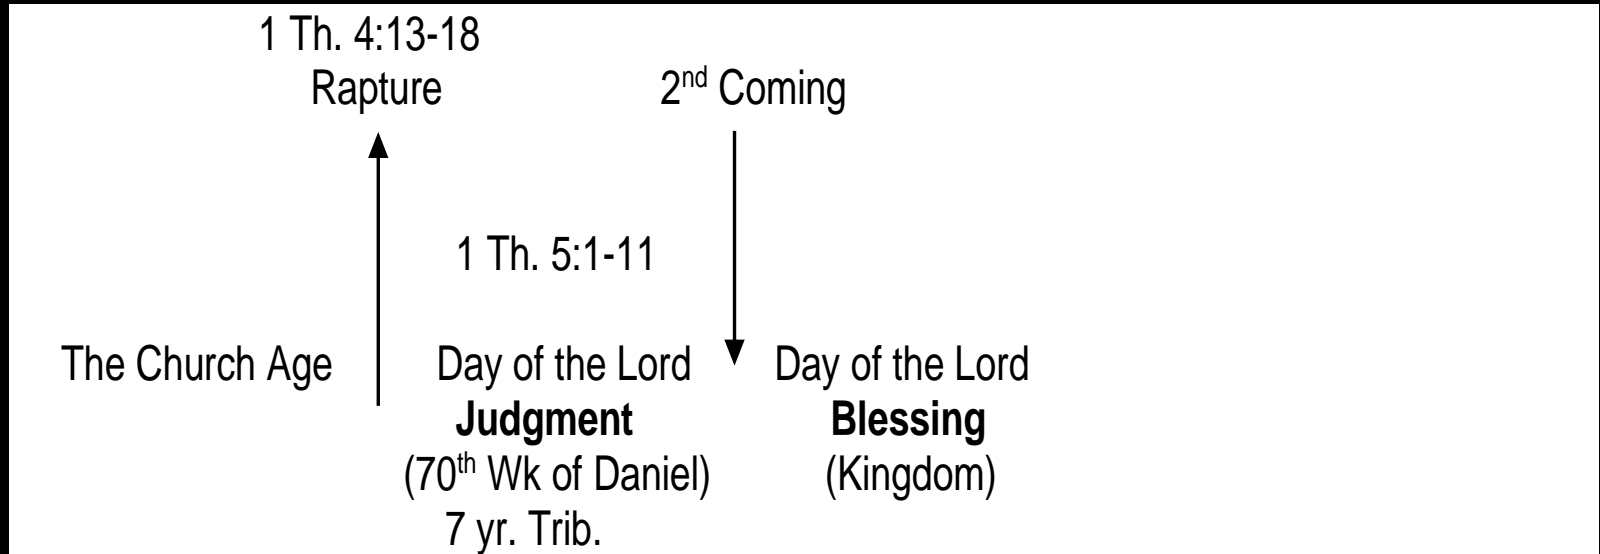 1 Th. 4:13-18
Rapture 2nd Coming
1 Th. 5:1-11
The Church Age Day of the Lord Day of the Lord
Judgment Blessing
(70th Wk of Daniel) (Kingdom)
7 yr. Trib.